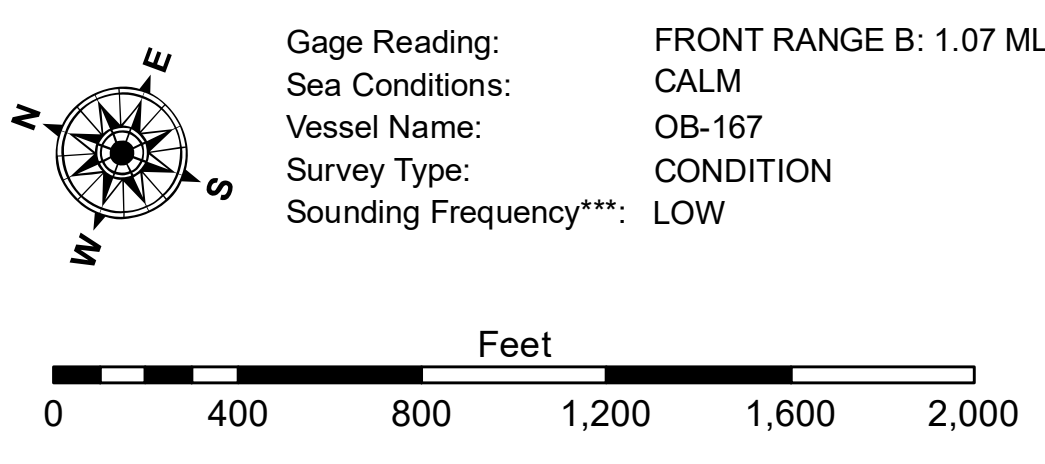 E
N
S
W
Gage Reading: FRONT RANGE B: 1.07 ML
Sea Conditions: CALM
Vessel Name: OB-167
Survey Type: CONDITION
Sounding Frequency***: LOW
Feet
0 400 800 1,200 1,600 2,000